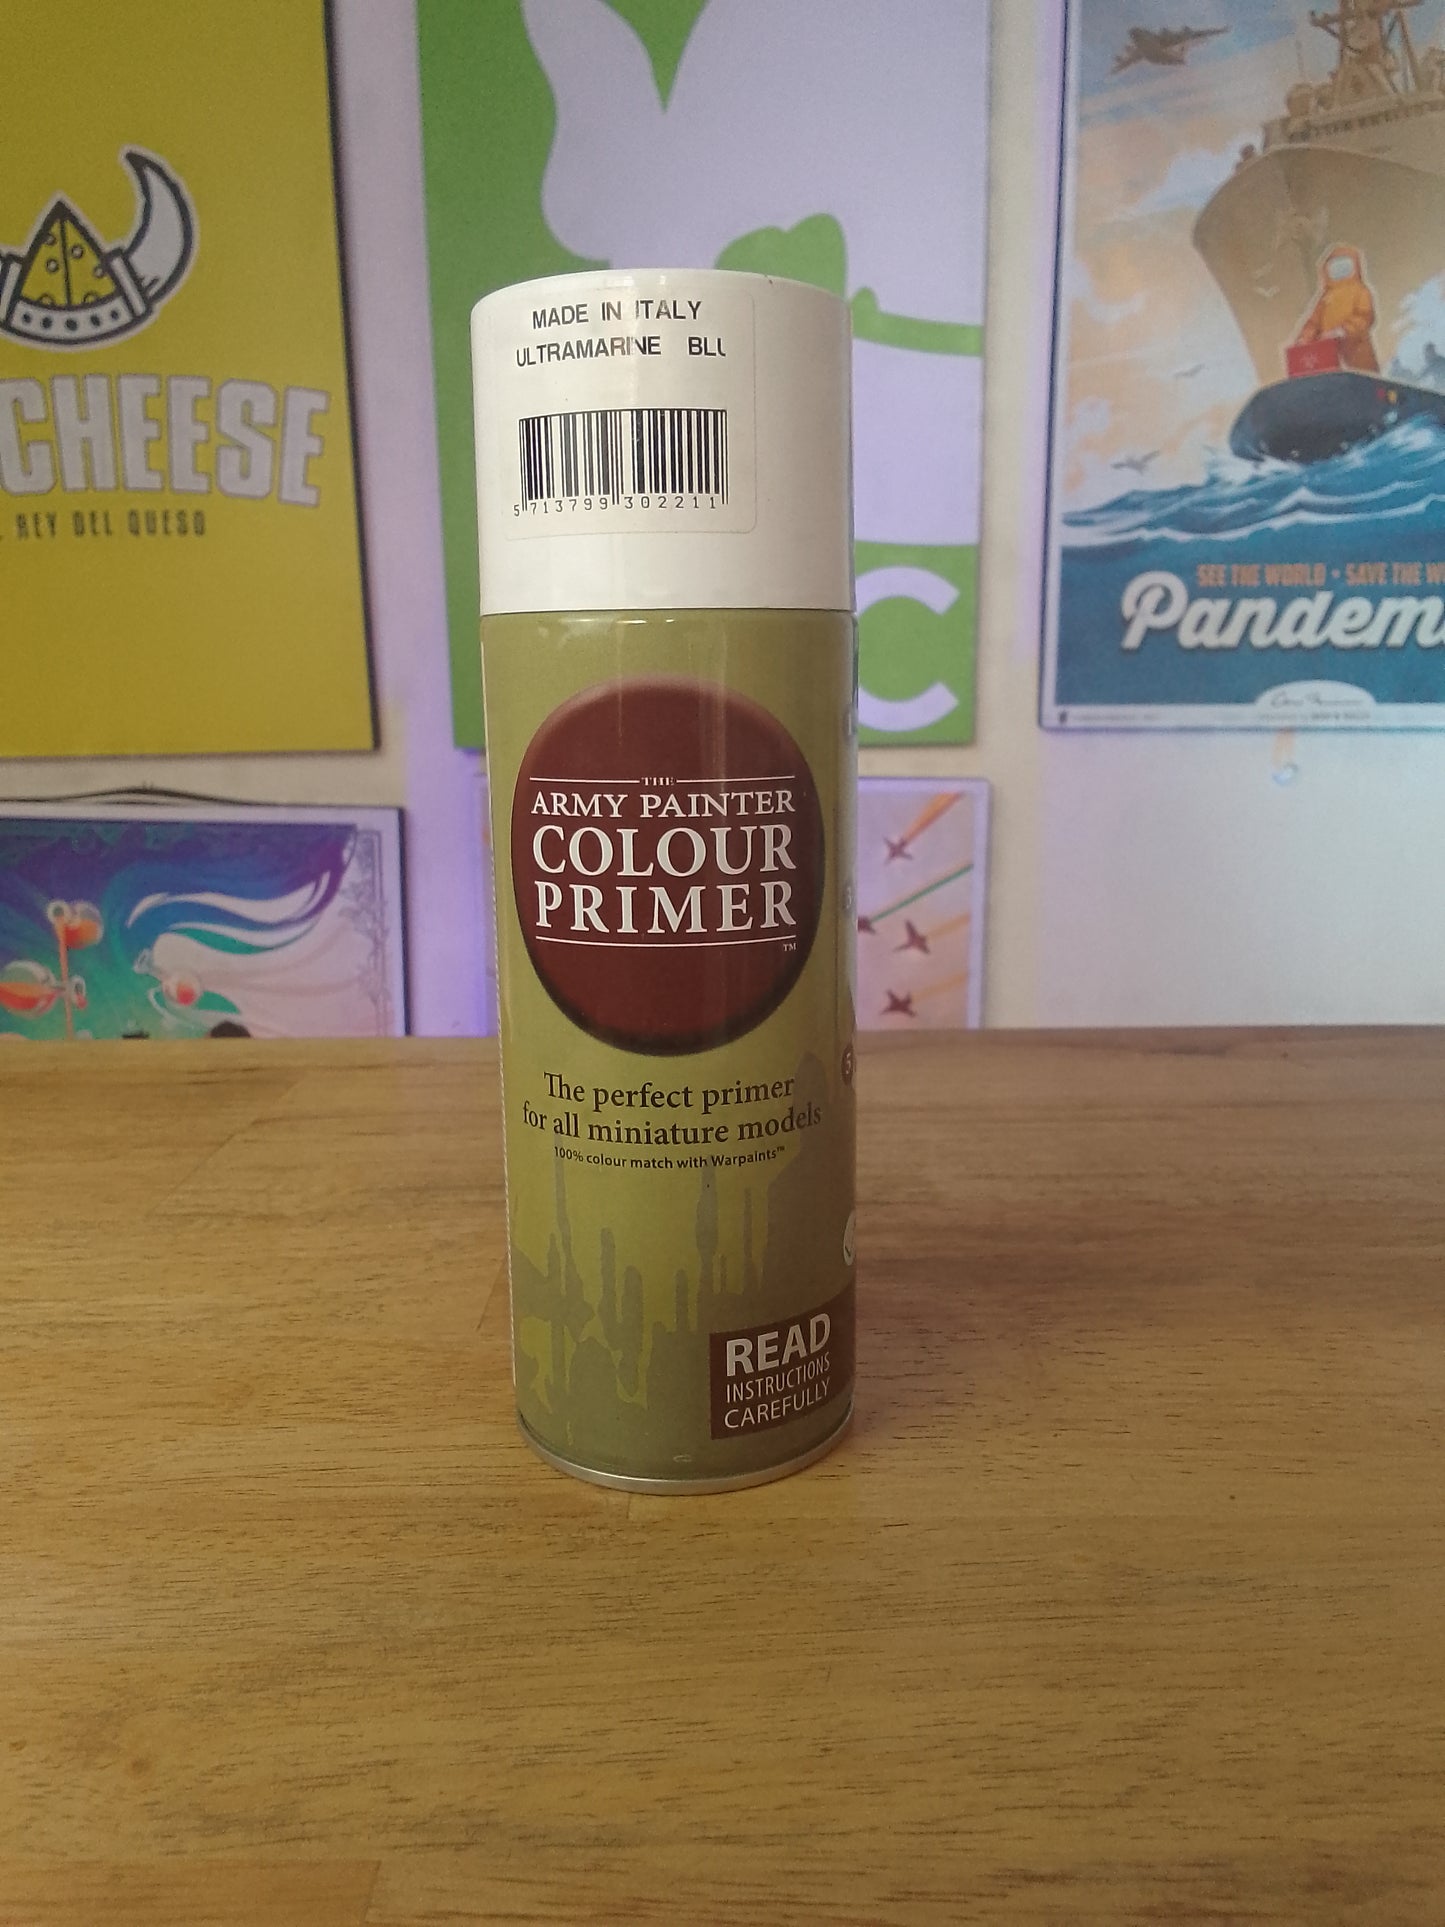 MADE IN ITALY
ULTRAMARINE BLU
5 713799 302211
THE
ARMY PAINTER
COLOUR
PRIMER
TM
The perfect primer
for all miniature models
100% colour match with Warpaints™
READ
INSTRUCTIONS
CAREFULLY
CHEESE
REY DEL QUESO
C
SEE THE WORLD • SAVE THE W
Pandem